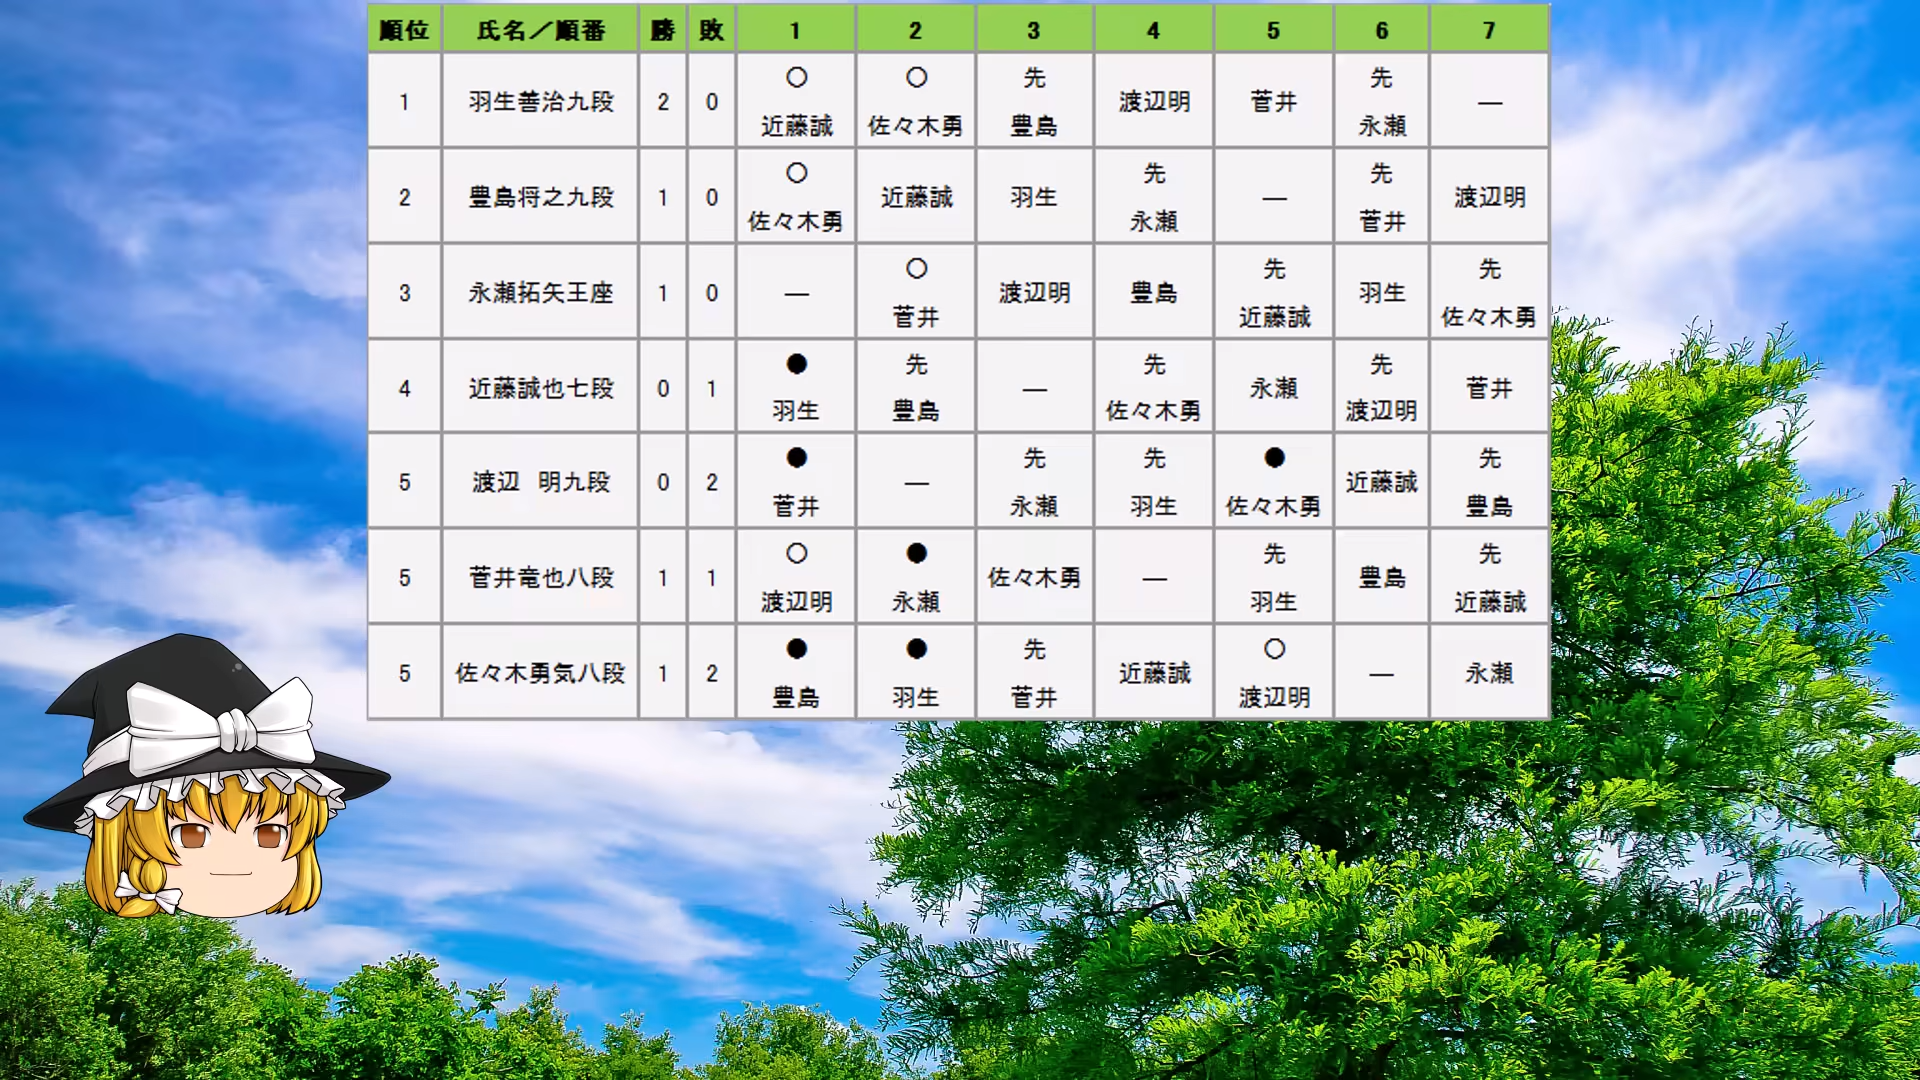 順位 氏名／順番 勝 敗 1 2 3 4 5 6 7
1 羽生善治九段 2 0 ○ 近藤誠 ○ 佐々木勇 先 豊島 渡辺明 菅井 先 永瀬 ―
2 豊島将之九段 1 0 ○ 佐々木勇 近藤誠 羽生 先 永瀬 ― 先 菅井 渡辺明
3 永瀬拓矢王座 1 0 ― ○ 菅井 渡辺明 豊島 先 近藤誠 羽生 先 佐々木勇
4 近藤誠也七段 0 1 ● 羽生 先 豊島 ― 先 佐々木勇 永瀬 先 渡辺明 菅井
5 渡辺 明九段 0 2 ● 菅井 ― 先 永瀬 先 羽生 ● 佐々木勇 近藤誠 先 豊島
5 菅井竜也八段 1 1 ○ 渡辺明 ● 永瀬 佐々木勇 ― 先 羽生 豊島 先 近藤誠
5 佐々木勇気八段 1 2 ● 豊島 ● 羽生 先 菅井 近藤誠 ○ 渡辺明 ― 永瀬